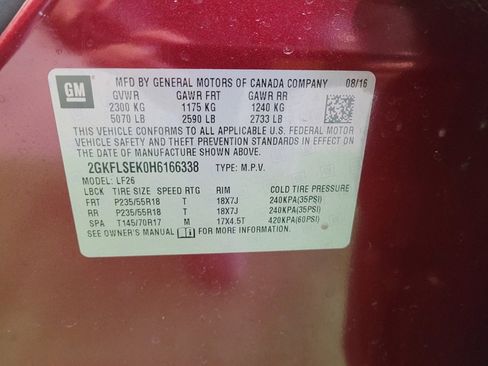 GM
MFD BY GENERAL MOTORS OF CANADA COMPANY 08/16
GVWR GAWR FRT GAWR RR
2300 KG 1175 KG 1240 KG
5070 LB 2590 LB 2733 LB
THIS VEHICLE CONFORMS TO ALL APPLICABLE U.S. FEDERAL MOTOR
VEHICLE SAFETY AND THEFT PREVENTION STANDARDS IN EFFECT ON
THE DATE OF MANUFACTURE SHOWN ABOVE.
2GKFLSEK0H6166338 TYPE: M.P.V.
MODEL: LF26
LBCK TIRE SIZE SPEED RTG RIM COLD TIRE PRESSURE
FRT P235/55R18 T 18X7J 240KPA(35PSI)
RR P235/55R18 T 18X7J 240KPA(35PSI)
SPA T145/70R17 M 17X4.5T 420KPA(60PSI)
SEE OWNER'S MANUAL FOR MORE INFORMATION.